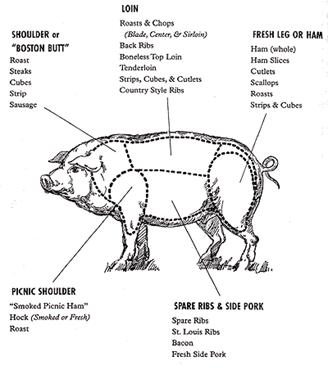 SHOULDER or
"BOSTON BUTT"
Roast
Steaks
Cubes
Strip
Sausage
LOIN
Roasts & Chops
(Blade, Center, & Sirloin)
Back Ribs
Boneless Top Loin
Tenderloin
Strips, Cubes, & Cutlets
Country Style Ribs
FRESH LEG OR HAM
Ham (whole)
Ham Slices
Cutlets
Scallops
Roasts
Strips & Cubes
PICNIC SHOULDER
"Smoked Picnic Ham"
Hock (Smoked or Fresh)
Roast
SPARE RIBS & SIDE PORK
Spare Ribs
St. Louis Ribs
Bacon
Fresh Side Pork